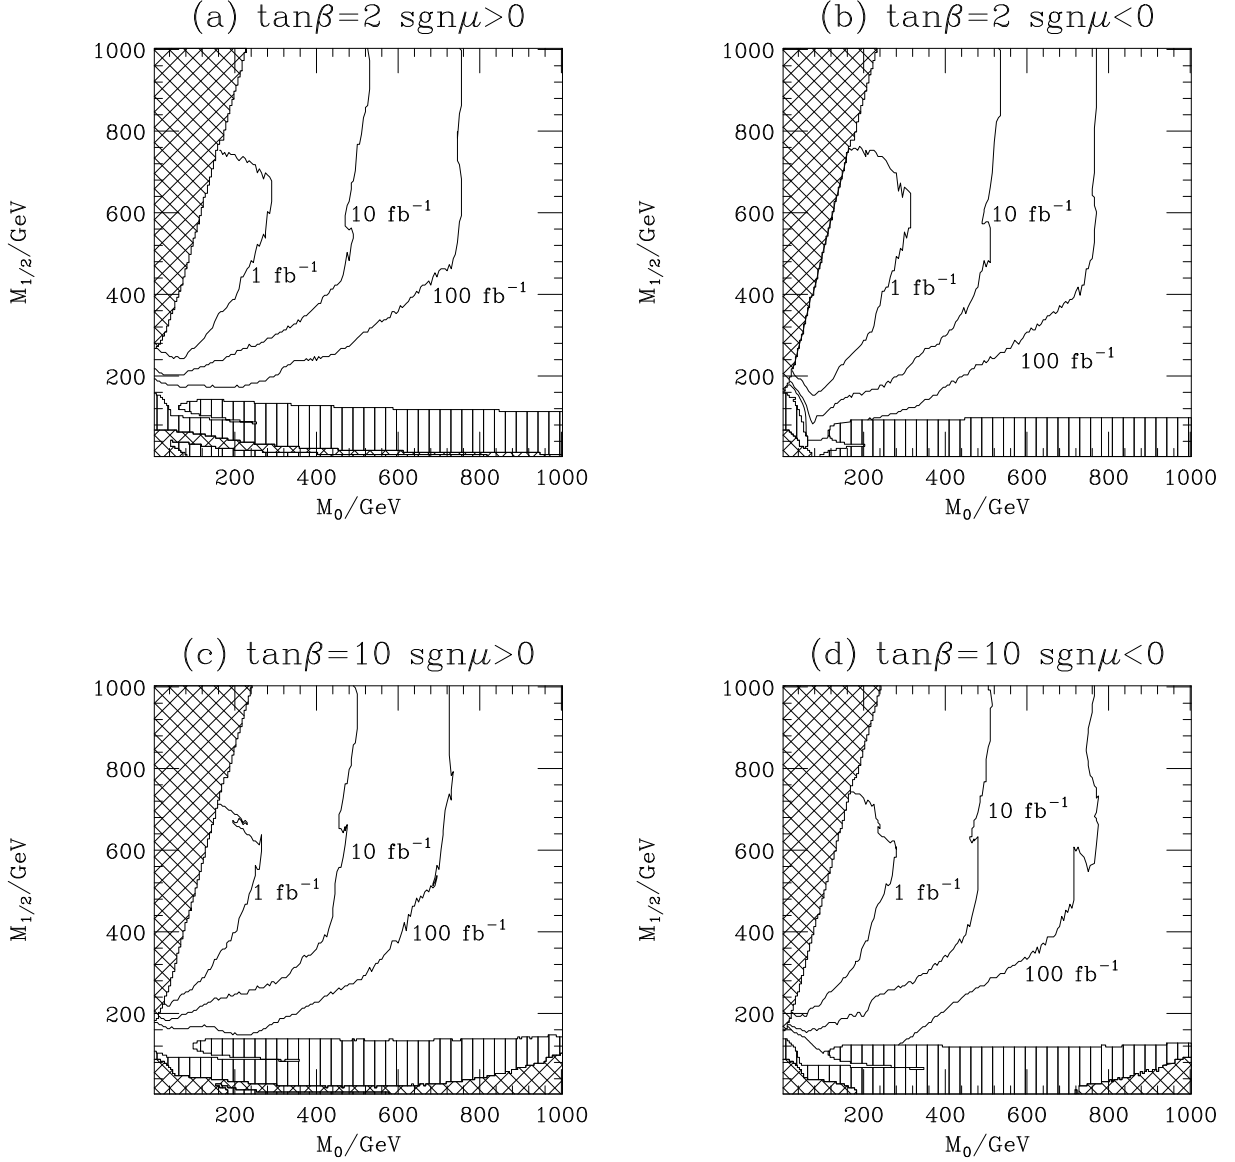 (a) tanβ=2 sgnμ>0
1000
800
600
400
200
M1/2/GeV
10 fb−1
1 fb−1
100 fb−1
200 400 600 800 1000
M0/GeV
(b) tanβ=2 sgnμ<0
1000
800
600
400
200
M1/2/GeV
10 fb−1
1 fb−1
100 fb−1
200 400 600 800 1000
M0/GeV
(c) tanβ=10 sgnμ>0
1000
800
600
400
200
M1/2/GeV
10 fb−1
1 fb−1
100 fb−1
200 400 600 800 1000
M0/GeV
(d) tanβ=10 sgnμ<0
1000
800
600
400
200
M1/2/GeV
10 fb−1
1 fb−1
100 fb−1
200 400 600 800 1000
M0/GeV